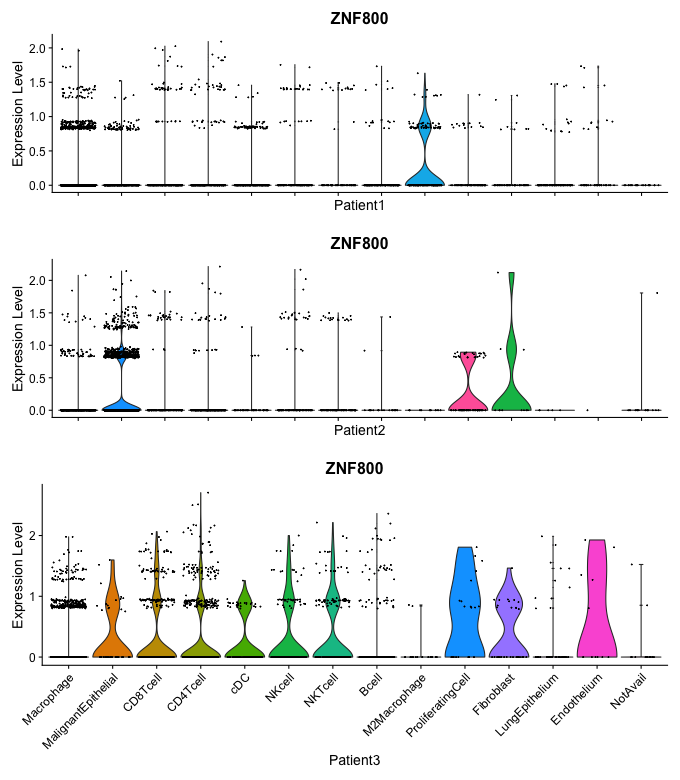 ZNF800
Expression Level
2.0
1.5
1.0
0.5
0.0
Patient1
ZNF800
Expression Level
2.0
1.5
1.0
0.5
0.0
Patient2
ZNF800
Expression Level
2
1
0
Macrophage
MalignantEpithelial
CD8Tcell
CD4Tcell
cDC
NKcell
NKTcell
Bcell
M2Macrophage
ProliferatingCell
Fibroblast
LungEpithelium
Endothelium
NotAvail
Patient3